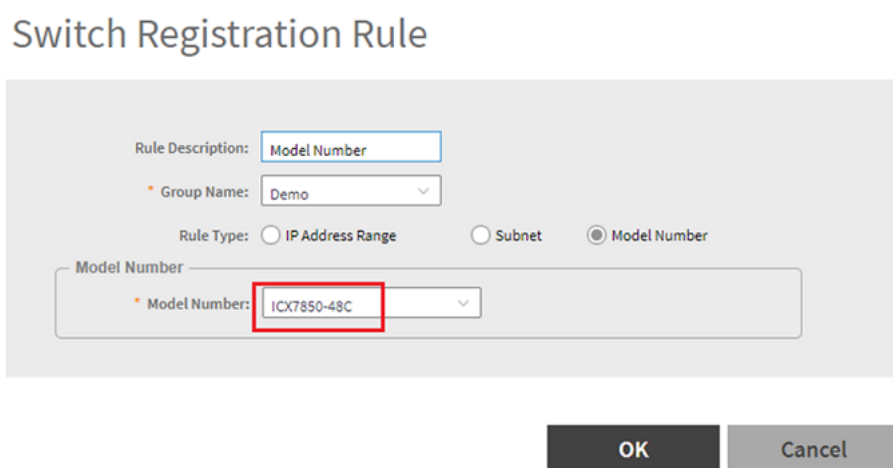 Switch Registration Rule
Rule Description: Model Number
* Group Name: Demo
Rule Type: IP Address Range Subnet Model Number
Model Number
* Model Number: ICX7850-48C
OK Cancel